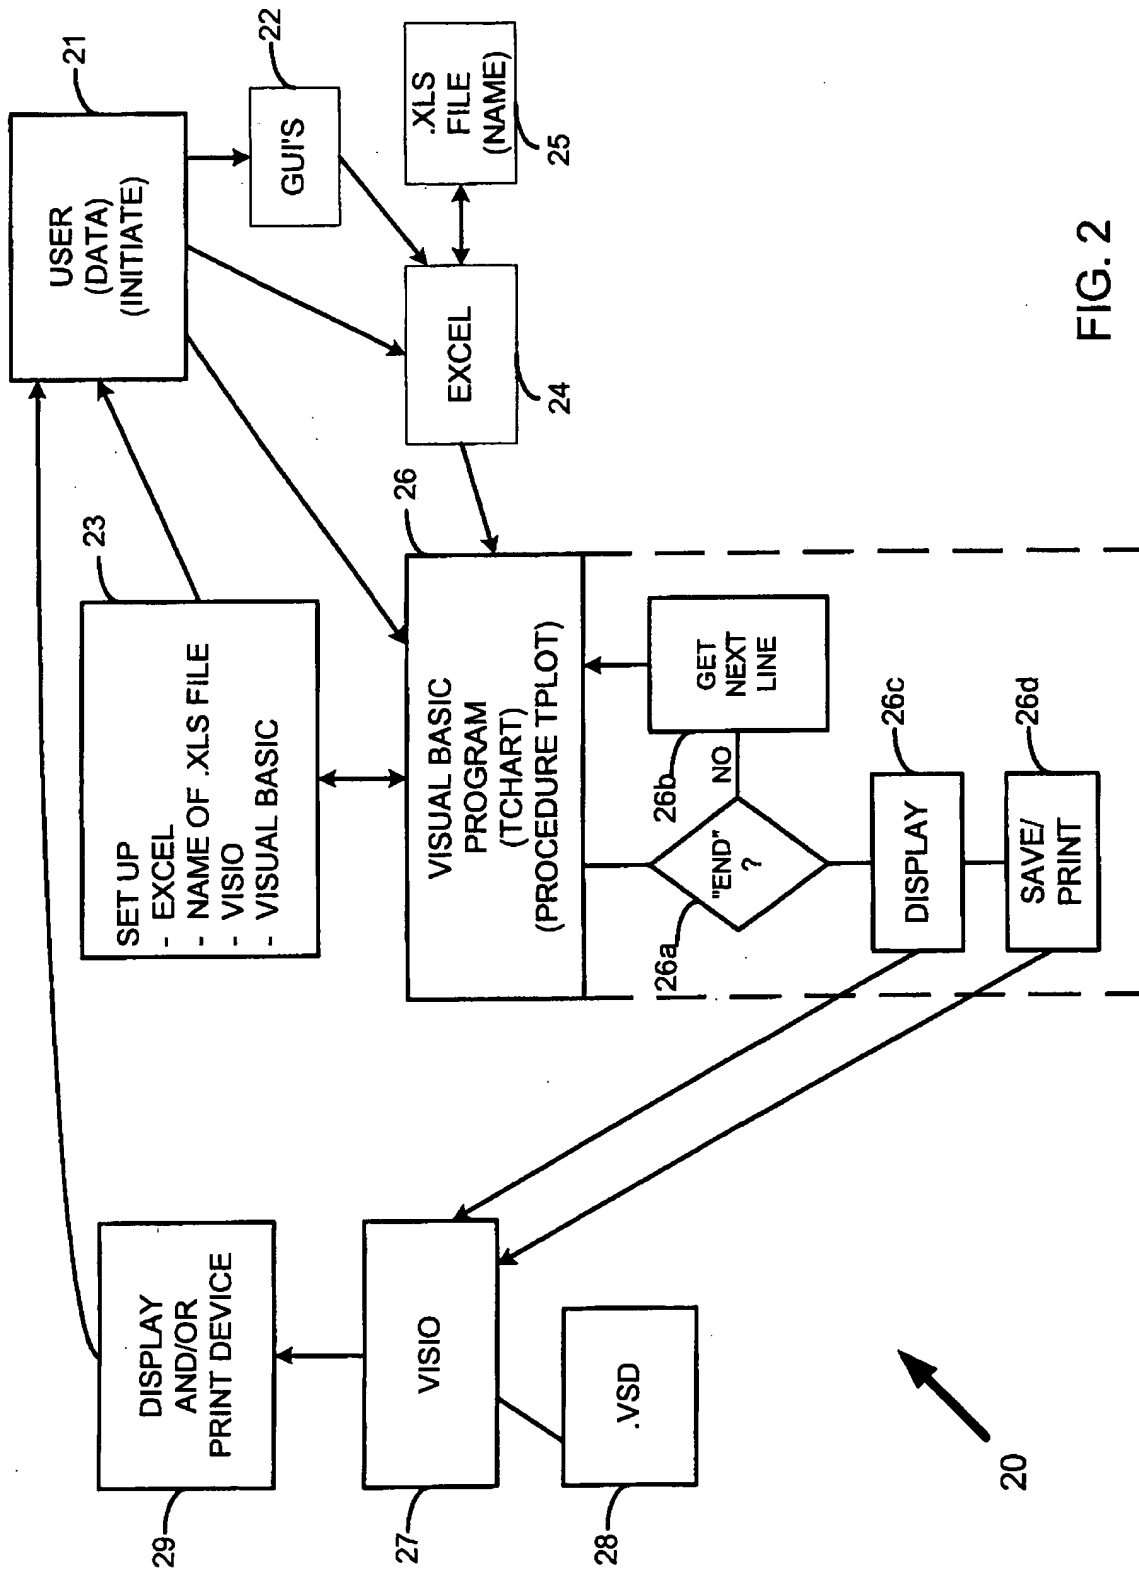 29
DISPLAY
AND/OR
PRINT DEVICE
23
SET UP
- EXCEL
- NAME OF .XLS FILE
- VISIO
- VISUAL BASIC
21
USER
(DATA)
(INITIATE)
22
GUI'S
27
VISIO
28
.VSD
26
VISUAL BASIC
PROGRAM
(TCHART)
(PROCEDURE TPLOT)
24
EXCEL
25
.XLS
FILE
(NAME)
26a
"END"
?
NO
26b
GET
NEXT
LINE
26c
DISPLAY
26d
SAVE/
PRINT
20
FIG. 2